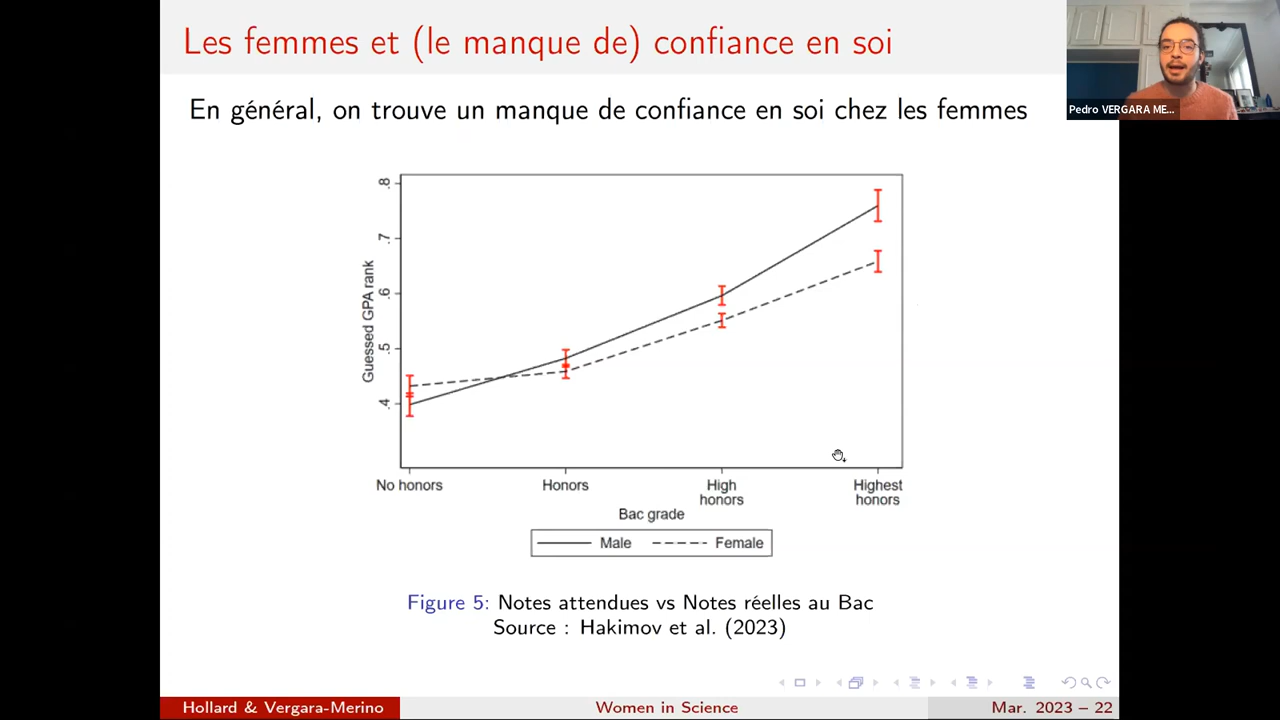 Les femmes et (le manque de) confiance en soi
Pedro VERGARA ME...
En général, on trouve un manque de confiance en soi chez les femmes
.8
.7
.6
.5
.4
Guessed GPA rank
No honors
Honors
High
honors
Highest
honors
Bac grade
Male
Female
Figure 5: Notes attendues vs Notes réelles au Bac
Source : Hakimov et al. (2023)
Hollard & Vergara-Merino
Women in Science
Mar. 2023 – 22